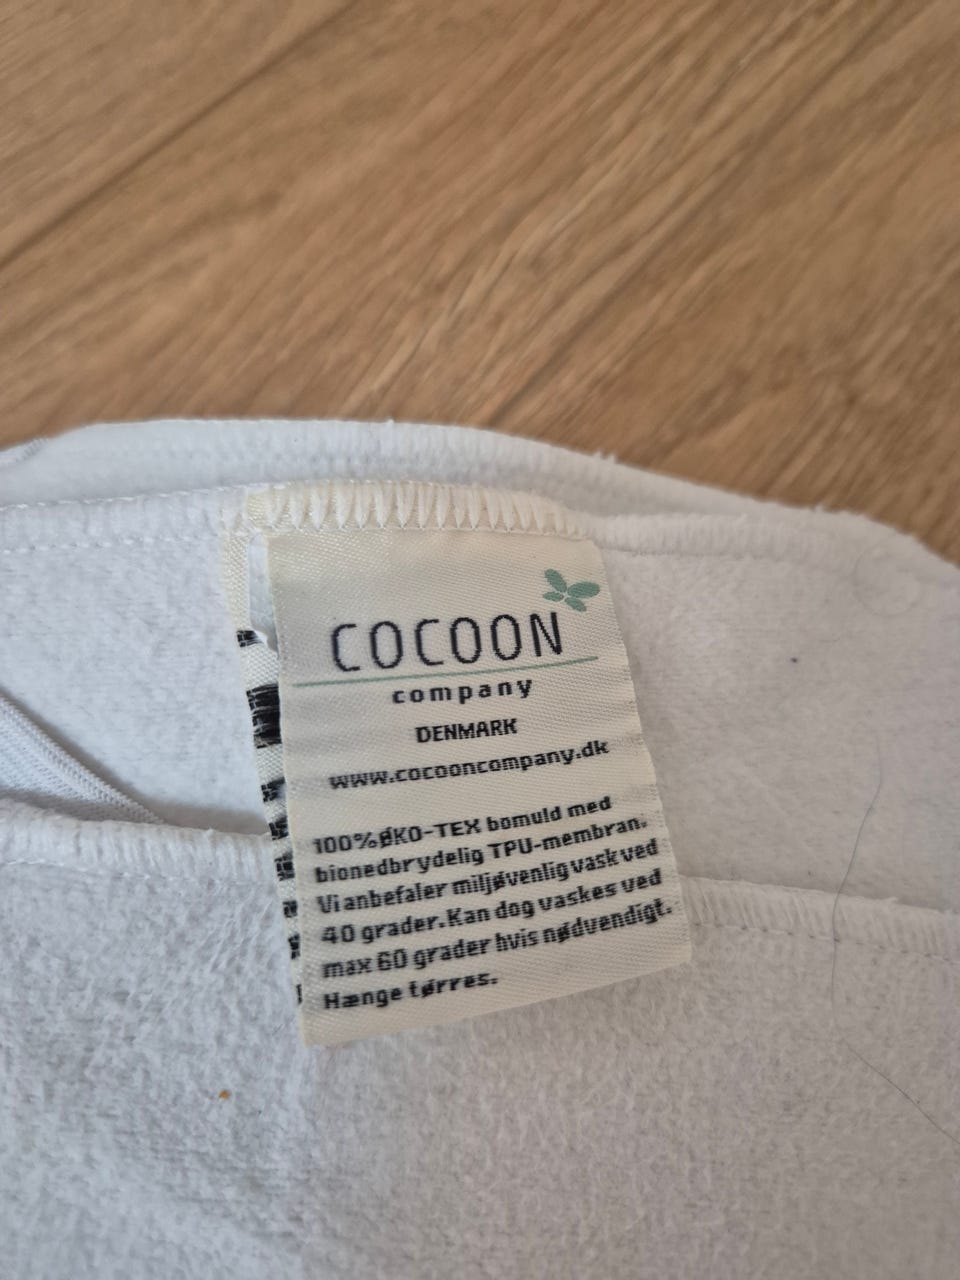 COCOON
company
DENMARK
www.cocooncompany.dk
100%ØKO-TEX bomuld med
bionedbrydelig TPU-membran.
Vi anbefaler miljøvenlig vask ved
40 grader.Kan dog vaskes ved
max 60 grader hvis nødvendigt.
Hænge tørres.